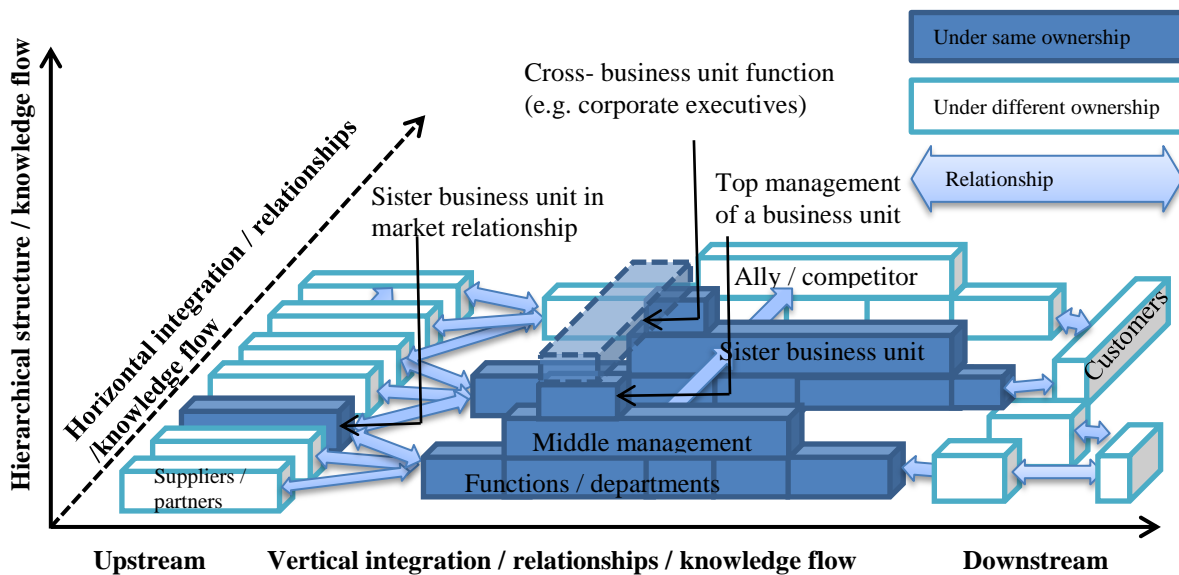 Under same ownership
Cross- business unit function
(e.g. corporate executives)
Under different ownership
Relationship
Top management
of a business unit
Sister business unit in
market relationship
Hierarchical structure / knowledge flow
Horizontal integration / relationships
/knowledge flow
Ally / competitor
Customers
Sister business unit
Middle management
Functions / departments
Suppliers /
partners
Upstream
Vertical integration / relationships / knowledge flow
Downstream